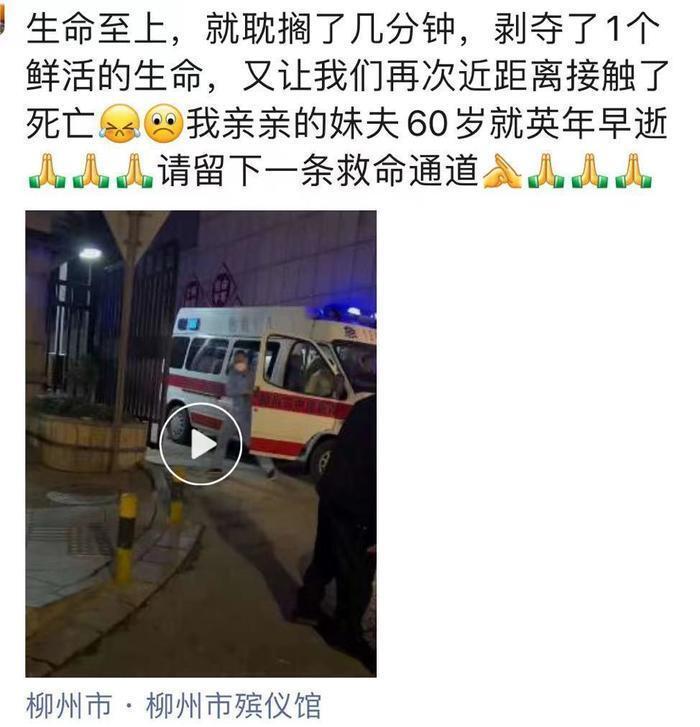 生命至上，就耽搁了几分钟，剥夺了1个
鲜活的生命，又让我们再次近距离接触了
死亡😹☹️我亲亲的妹夫60岁就英年早逝
🙏🙏🙏请留下一条救命通道🙏🙏🙏🙏
急
柳州市 · 柳州市殡仪馆